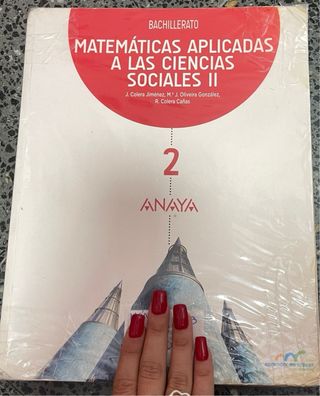 BACHILLERATO
MATEMÁTICAS APLICADAS
A LAS CIENCIAS
SOCIALES II
J. Colera Jiménez, M.ª J. Oliveira González,
R. Colera Cañas
2
ANAYA